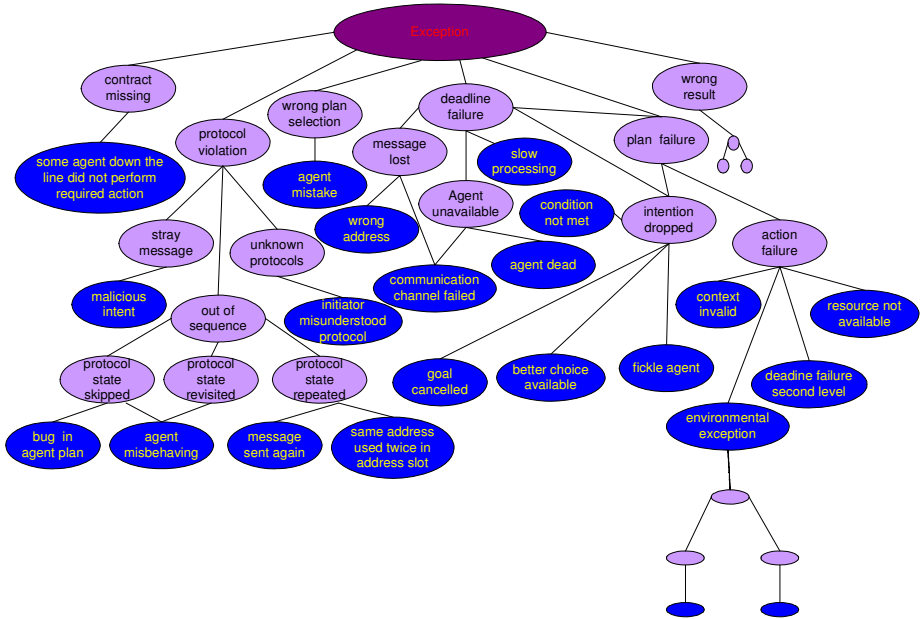 Exception
contract
missing
wrong
result
wrong plan
selection
deadline
failure
protocol
violation
message
lost
plan failure
some agent down the
line did not perform
required action
agent
mistake
slow
processing
Agent
unavailable
condition
not met
intention
dropped
wrong
address
stray
message
unknown
protocols
action
failure
agent dead
communication
channel failed
malicious
intent
out of
sequence
initiator
misunderstood
protocol
context
invalid
resource not
available
protocol
state
skipped
protocol
state
revisited
protocol
state
repeated
goal
cancelled
better choice
available
fickle agent
deadine failure
second level
environmental
exception
bug in
agent plan
agent
misbehaving
message
sent again
same address
used twice in
address slot